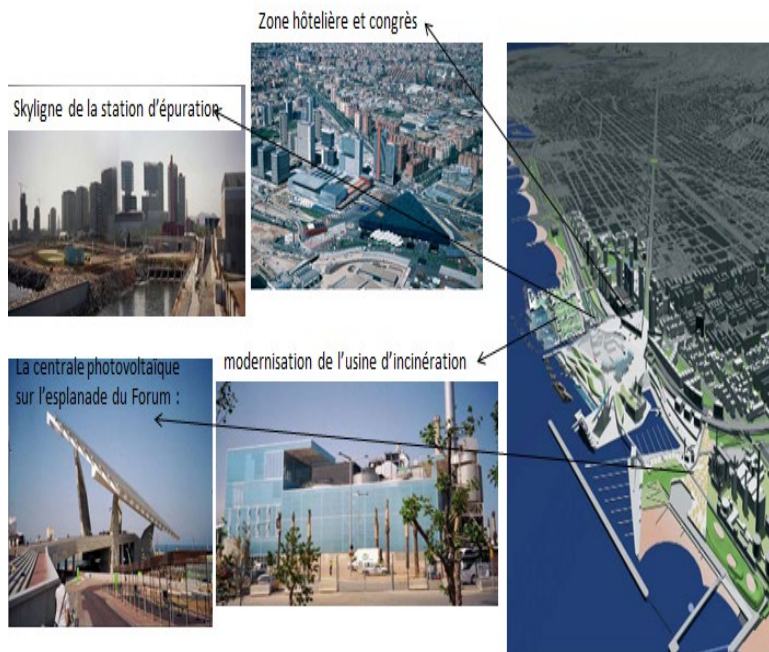 Zone hôtelière et congrès
Skyligne de la station d'épuration
La centrale photovoltaïque
sur l'esplanade du Forum :
modernisation de l'usine d'incinération